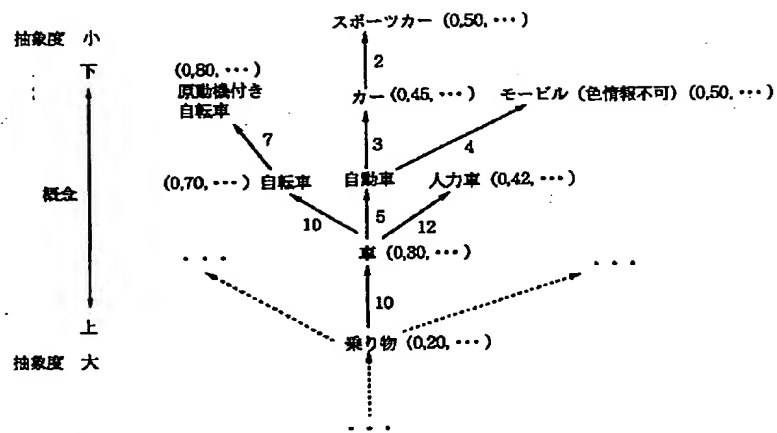 スポーツカー (0,50, ･･･)
抽象度 小
2
下
(0,80, ･･･)
原動機付き
自転車
カー (0,45, ･･･)
モービル (色情報不可) (0,50, ･･･)
7
3
4
概念
(0,70, ･･･) 自転車
自動車
人力車 (0,42, ･･･)
10
5
12
･･･
車 (0,30, ･･･)
･･･
10
上
乗り物 (0,20, ･･･)
抽象度 大
･･･